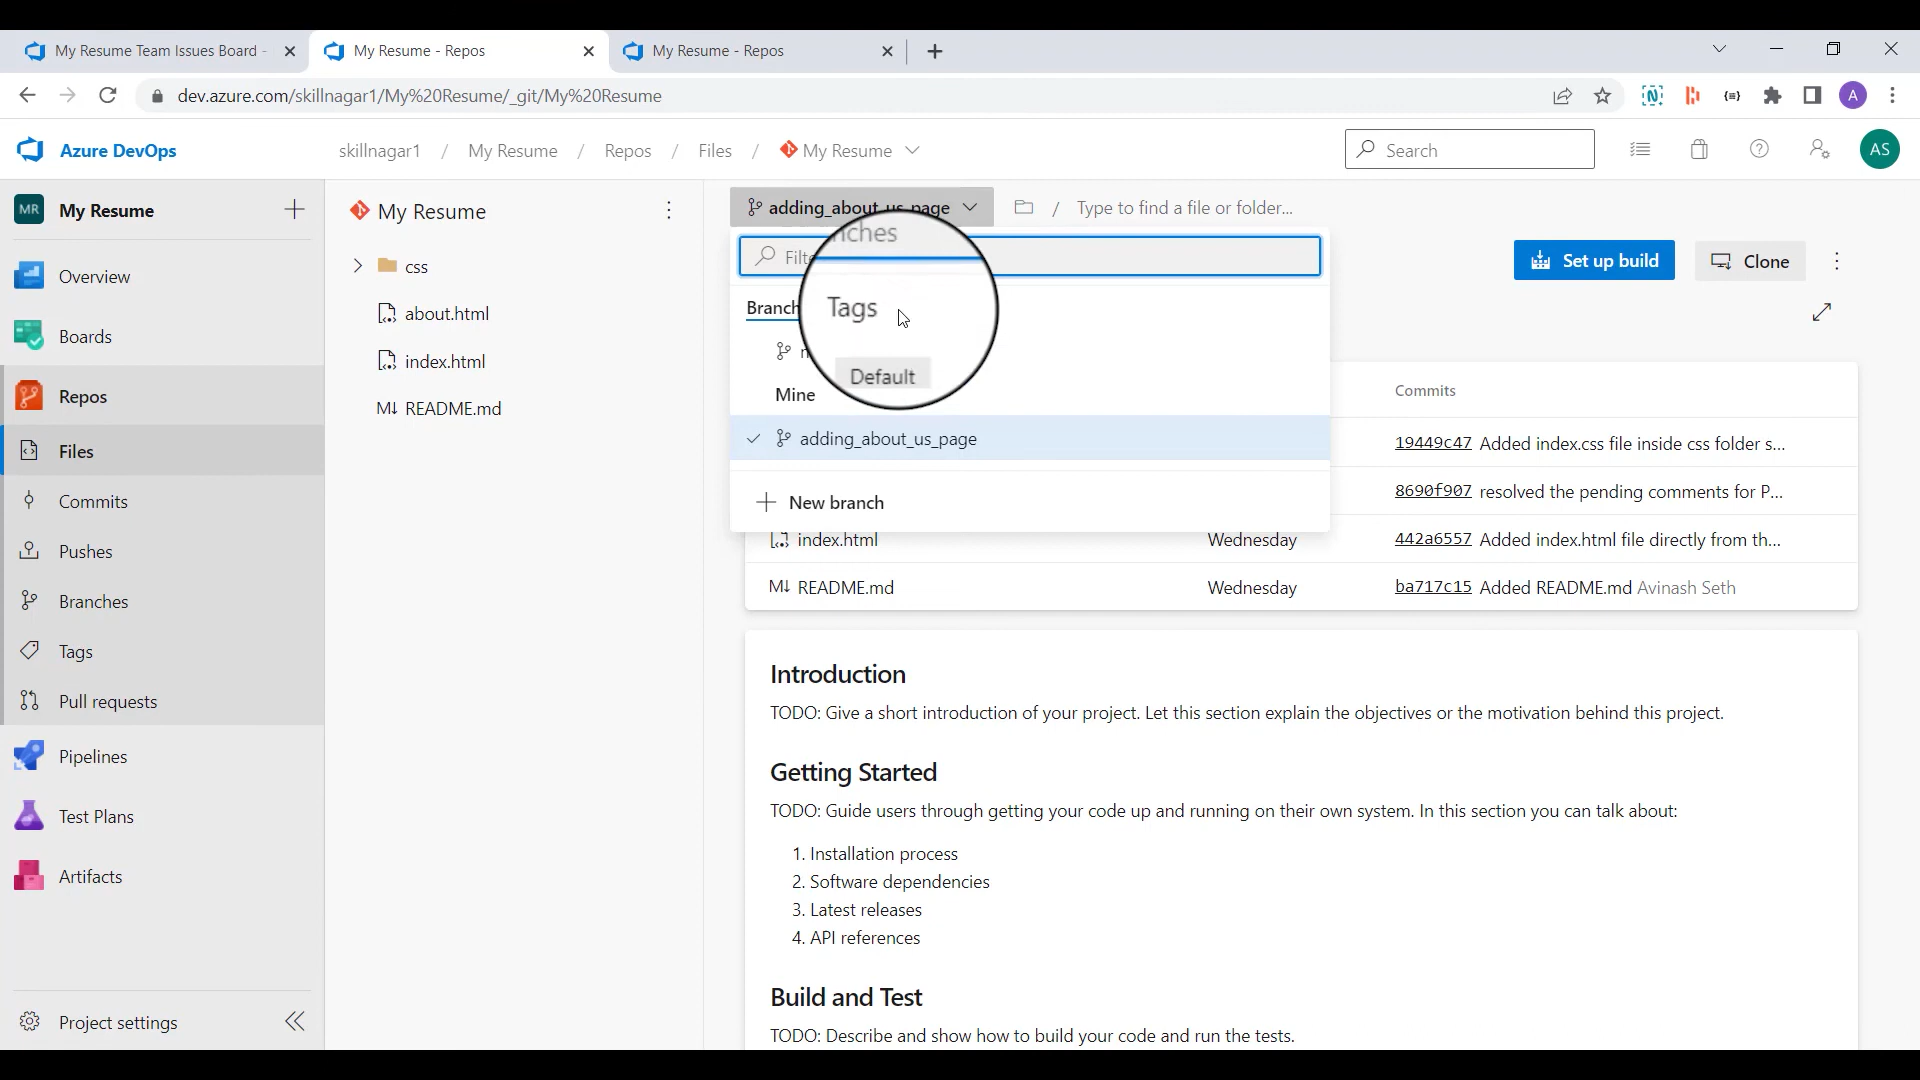 My Resume Team Issues Board -
My Resume - Repos
My Resume - Repos
dev.azure.com/skillnagar1/My%20Resume/_git/My%20Resume
A
Azure DevOps
skillnagar1 / My Resume / Repos / Files / My Resume
Search
AS
MR My Resume
Overview
Boards
Repos
Files
Commits
Pushes
Branches
Tags
Pull requests
Pipelines
Test Plans
Artifacts
Project settings
My Resume
css
about.html
index.html
M↓ README.md
adding_about_us_page
/ Type to find a file or folder...
Tags
Default
Mine
adding_about_us_page
New branch
Set up build
Clone
Commits
19449c47 Added index.css file inside css folder s...
8690f907 resolved the pending comments for P...
index.html Wednesday 442a6557 Added index.html file directly from th...
M↓ README.md Wednesday ba717c15 Added README.md Avinash Seth
Introduction
TODO: Give a short introduction of your project. Let this section explain the objectives or the motivation behind this project.
Getting Started
TODO: Guide users through getting your code up and running on their own system. In this section you can talk about:
1. Installation process
2. Software dependencies
3. Latest releases
4. API references
Build and Test
TODO: Describe and show how to build your code and run the tests.